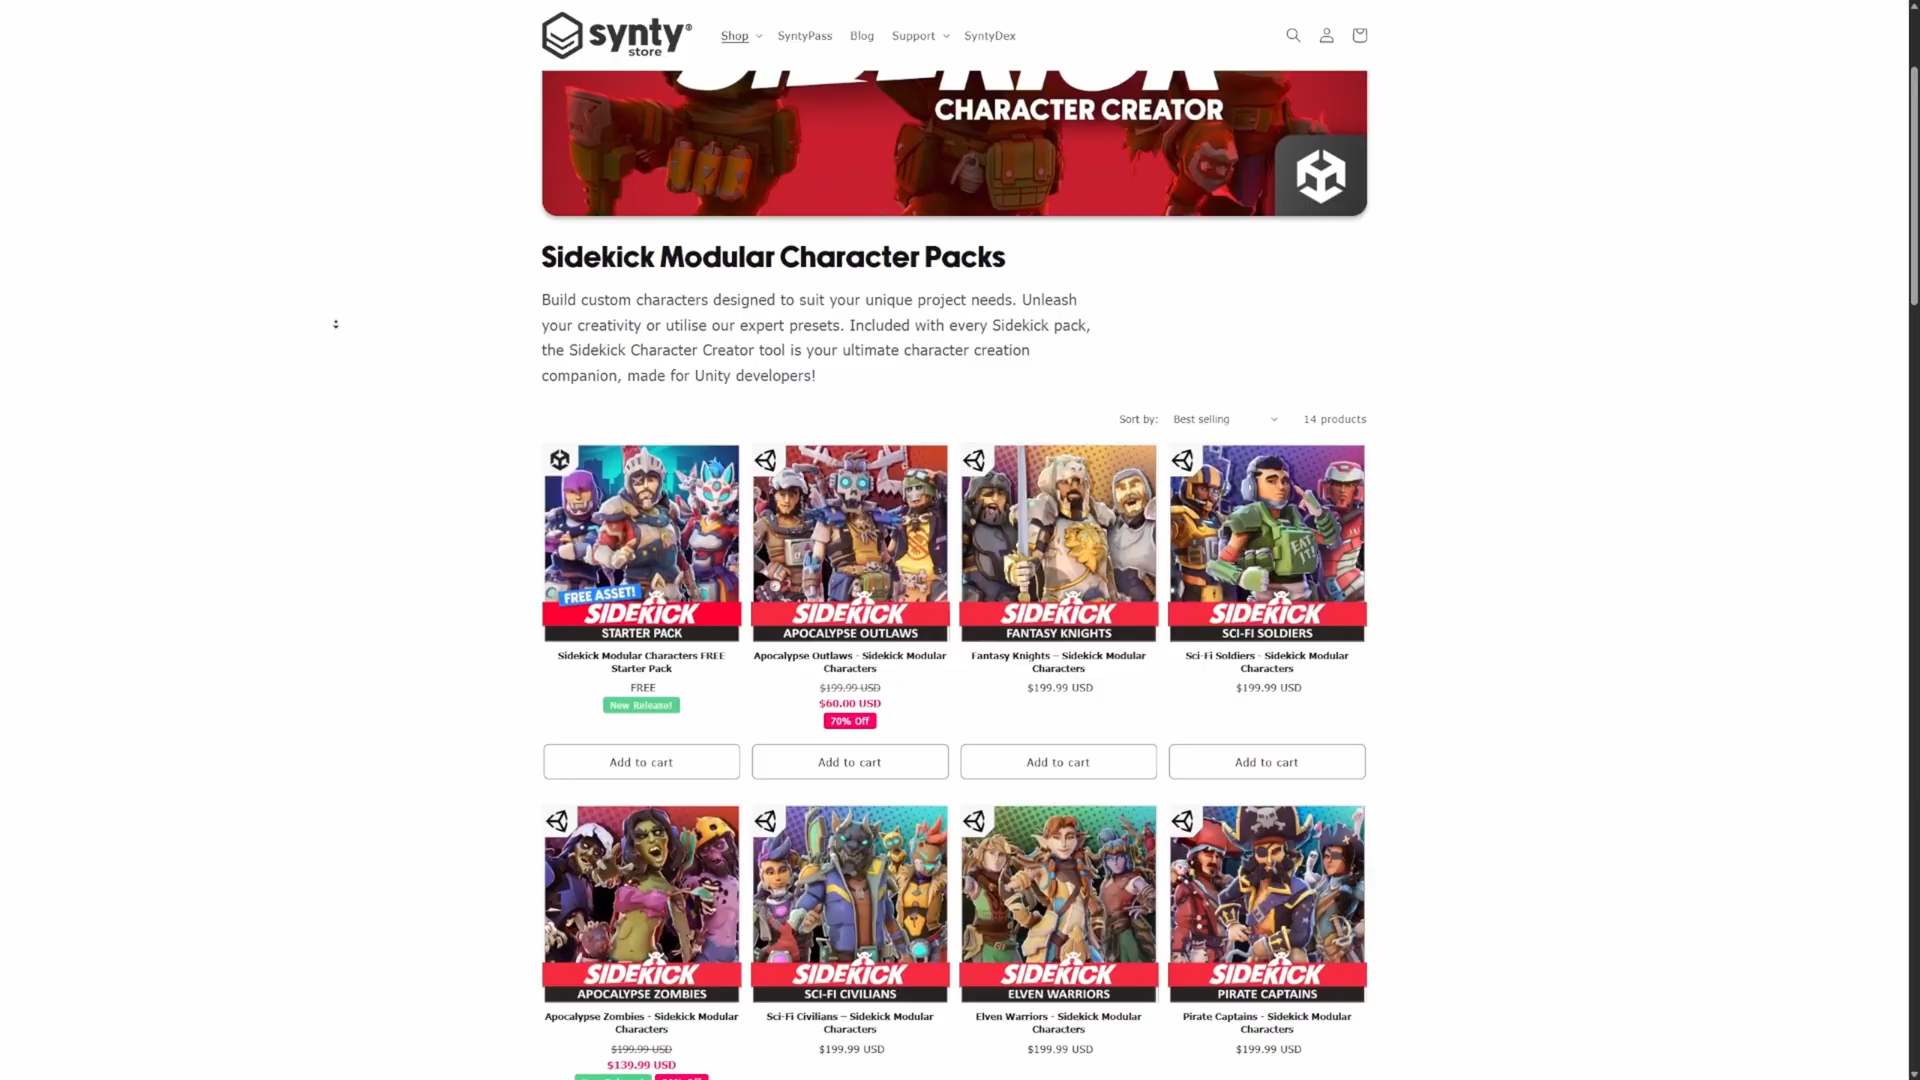 synty®
store
Shop
SyntyPass
Blog
Support
SyntyDex
CHARACTER CREATOR
Sidekick Modular Character Packs
Build custom characters designed to suit your unique project needs. Unleash
your creativity or utilise our expert presets. Included with every Sidekick pack,
the Sidekick Character Creator tool is your ultimate character creation
companion, made for Unity developers!
Sort by:
Best selling
14 products
FREE ASSET!
SIDEKICK
STARTER PACK
SIDEKICK
APOCALYPSE OUTLAWS
SIDEKICK
FANTASY KNIGHTS
EAT
IT!
SIDEKICK
SCI-FI SOLDIERS
Sidekick Modular Characters FREE
Starter Pack
FREE
New Release!
Apocalypse Outlaws - Sidekick Modular
Characters
$199.99 USD
$60.00 USD
70% Off
Fantasy Knights – Sidekick Modular
Characters
$199.99 USD
Sci-Fi Soldiers - Sidekick Modular
Characters
$199.99 USD
Add to cart
Add to cart
Add to cart
Add to cart
SIDEKICK
APOCALYPSE ZOMBIES
SIDEKICK
SCI-FI CIVILIANS
SIDEKICK
ELVEN WARRIORS
SIDEKICK
PIRATE CAPTAINS
Apocalypse Zombies - Sidekick Modular
Characters
$199.99 USD
$139.99 USD
Sci-Fi Civilians – Sidekick Modular
Characters
$199.99 USD
Elven Warriors - Sidekick Modular
Characters
$199.99 USD
Pirate Captains - Sidekick Modular
Characters
$199.99 USD